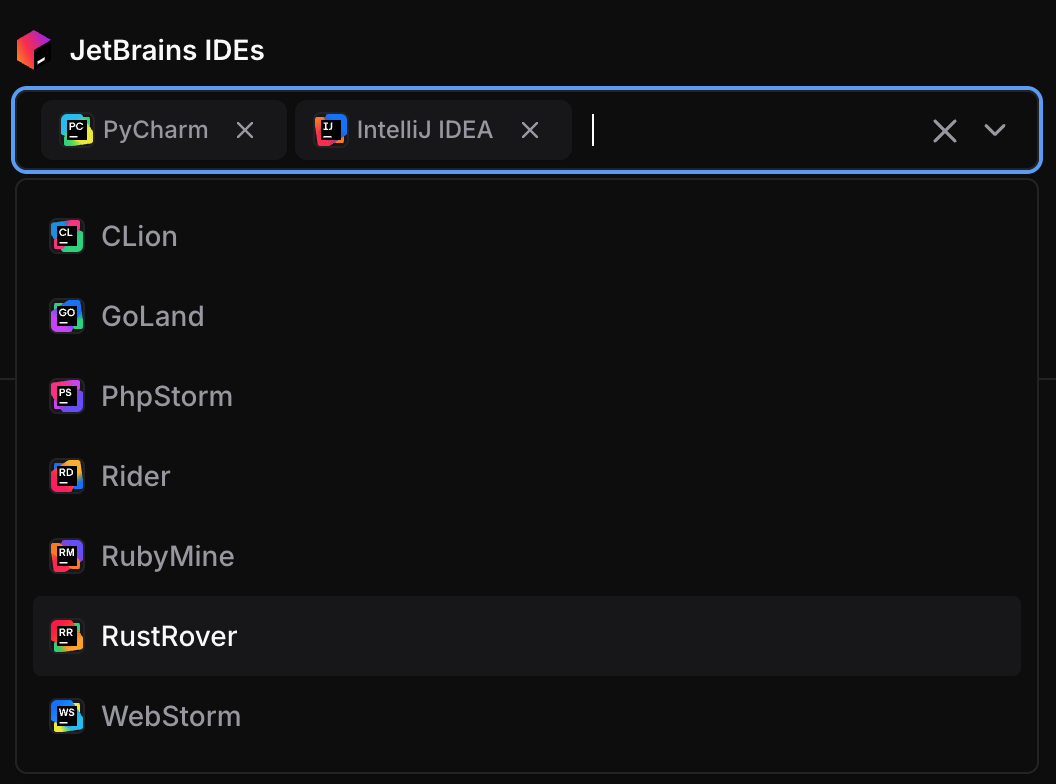 JetBrains IDEs
PC PyCharm IJ IntelliJ IDEA
CL CLion
GO GoLand
PS PhpStorm
RD Rider
RM RubyMine
RR RustRover
WS WebStorm